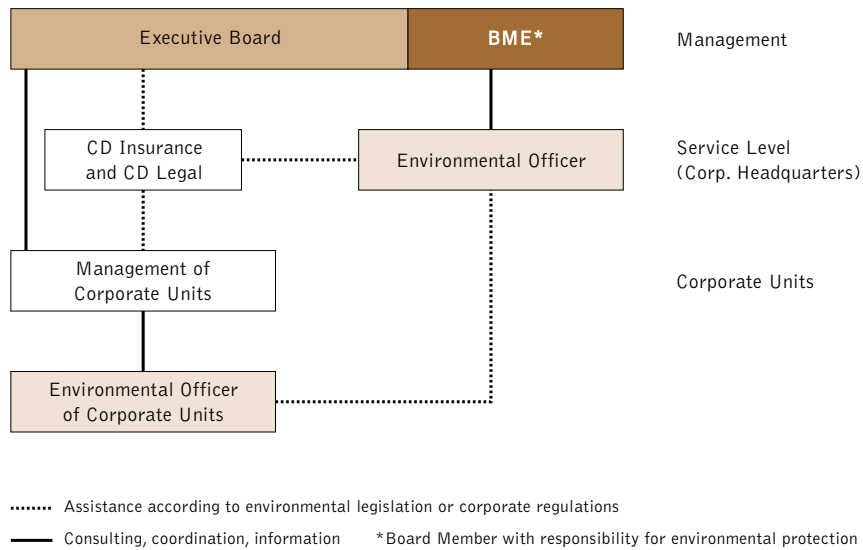 Executive Board
BME*
Management
CD Insurance
and CD Legal
Environmental Officer
Service Level
(Corp. Headquarters)
Management of
Corporate Units
Corporate Units
Environmental Officer
of Corporate Units
Assistance according to environmental legislation or corporate regulations
Consulting, coordination, information
*Board Member with responsibility for environmental protection